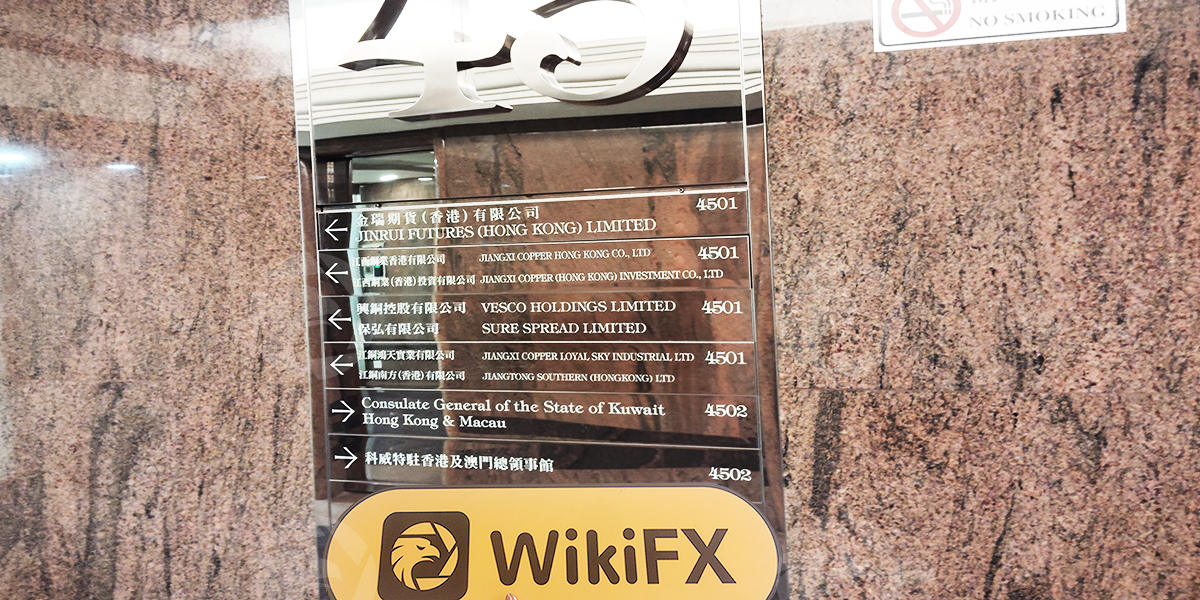 45
NO SMOKING
金瑞期貨(香港)有限公司
JINRUI FUTURES (HONG KONG) LIMITED
4501
江西銅業香港有限公司 JIANGXI COPPER HONG KONG CO., LTD
4501
江西銅業(香港)投資有限公司 JIANGXI COPPER (HONG KONG) INVESTMENT CO., LTD
興銅控股有限公司 VESCO HOLDINGS LIMITED
4501
保弘有限公司 SURE SPREAD LIMITED
江銅鴻天實業有限公司 JIANGXI COPPER LOYAL SKY INDUSTRIAL LTD
4501
江銅南方(香港)有限公司 JIANGTONG SOUTHERN (HONGKONG) LTD
Consulate General of the State of Kuwait
Hong Kong & Macau
4502
科威特駐香港及澳門總領事館
4502
WikiFX